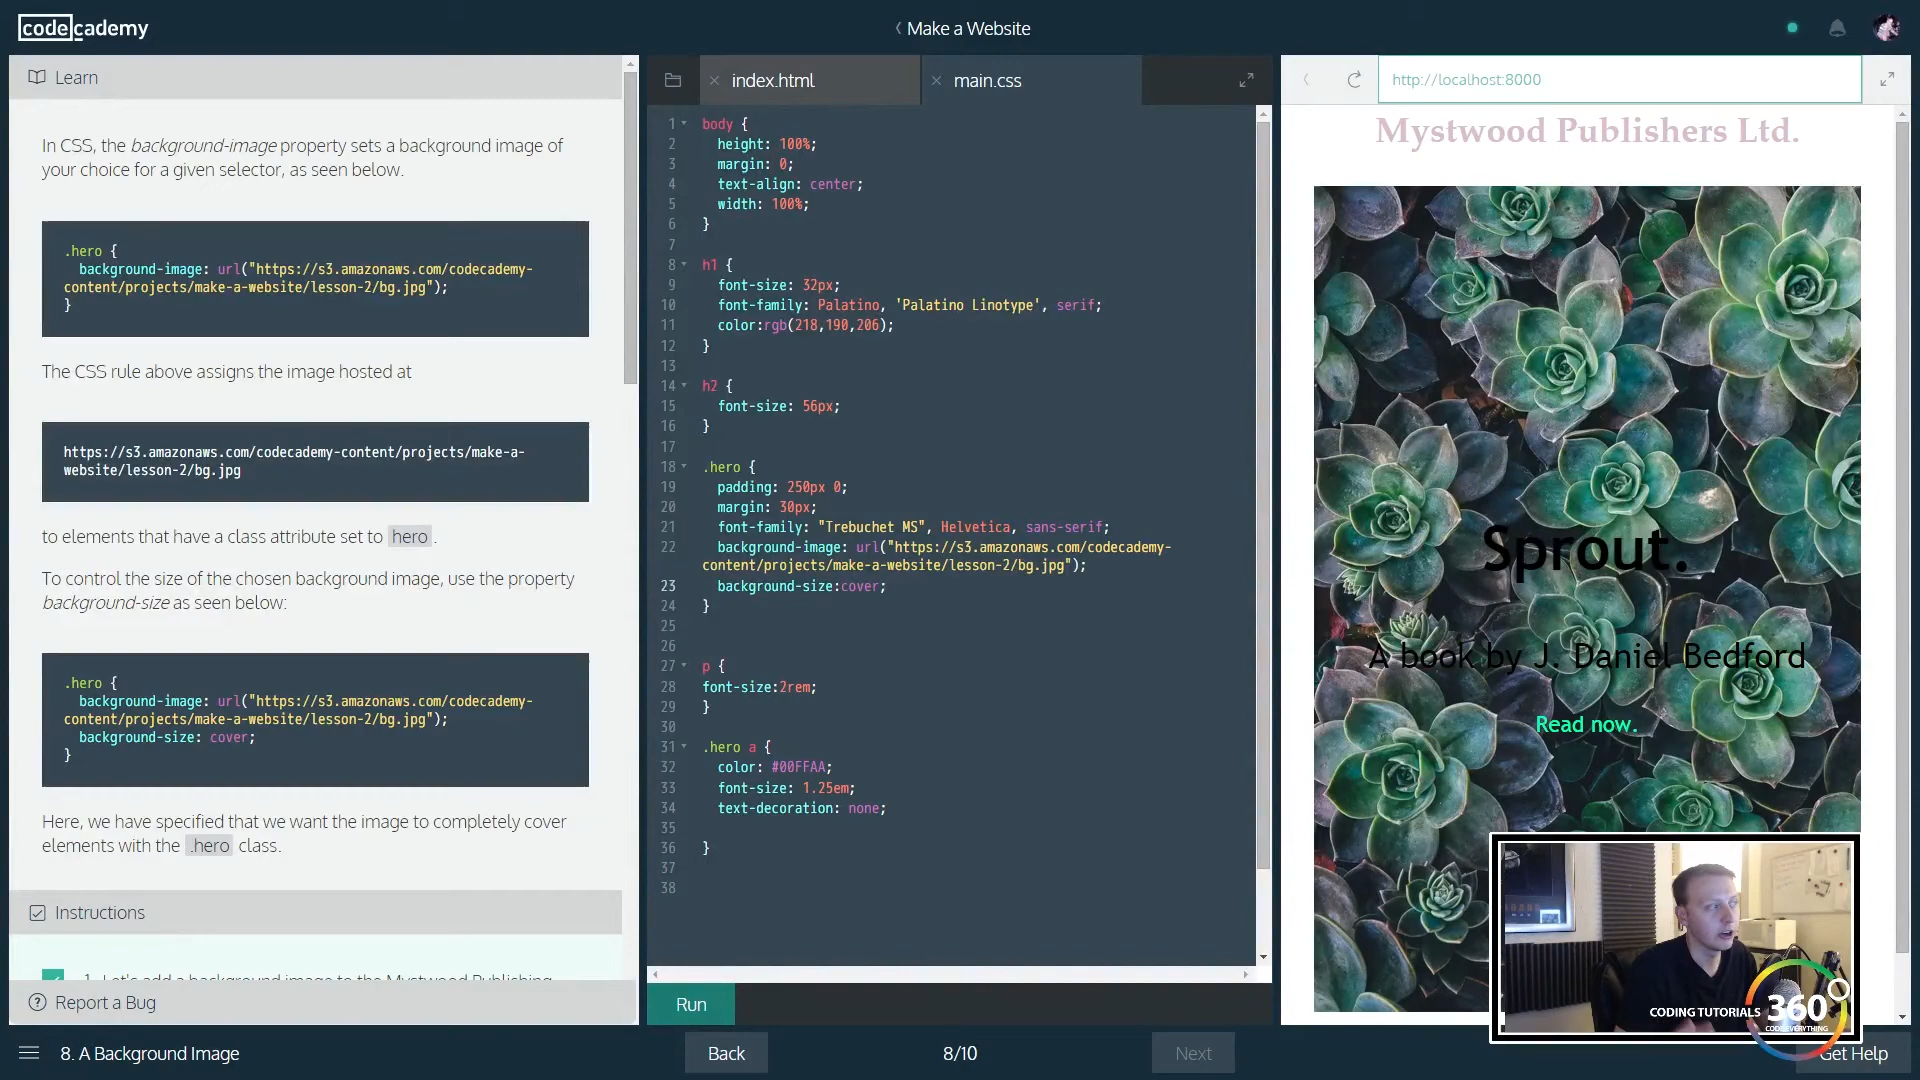 codecademy
Make a Website
Learn
In CSS, the background-image property sets a background image of
your choice for a given selector, as seen below.
.hero {
background-image: url("https://s3.amazonaws.com/codecademy-
content/projects/make-a-website/lesson-2/bg.jpg");
}
The CSS rule above assigns the image hosted at
https://s3.amazonaws.com/codecademy-content/projects/make-a-
website/lesson-2/bg.jpg
to elements that have a class attribute set to hero .
To control the size of the chosen background image, use the property
background-size as seen below:
.hero {
background-image: url("https://s3.amazonaws.com/codecademy-
content/projects/make-a-website/lesson-2/bg.jpg");
background-size: cover;
}
Here, we have specified that we want the image to completely cover
elements with the .hero class.
Instructions
1. Let's add a background image to the Mystwood Publishing
Report a Bug
index.html
main.css
1 body {
2 height: 100%;
3 margin: 0;
4 text-align: center;
5 width: 100%;
6 }
7
8 h1 {
9 font-size: 32px;
10 font-family: Palatino, 'Palatino Linotype', serif;
11 color:rgb(218,190,206);
12 }
13
14 h2 {
15 font-size: 56px;
16 }
17
18 .hero {
19 padding: 250px 0;
20 margin: 30px;
21 font-family: "Trebuchet MS", Helvetica, sans-serif;
22 background-image: url("https://s3.amazonaws.com/codecademy-
content/projects/make-a-website/lesson-2/bg.jpg");
23 background-size:cover;
24 }
25
26
27 p {
28 font-size:2rem;
29 }
30
31 .hero a {
32 color: #00FFAA;
33 font-size: 1.25em;
34 text-decoration: none;
35
36 }
37
38
Run
http://localhost:8000
Mystwood Publishers Ltd.
Sprout.
A book by J. Daniel Bedford
Read now.
CODING TUTORIALS 360
CODE EVERYTHING
8. A Background Image
Back
8/10
Next
Get Help